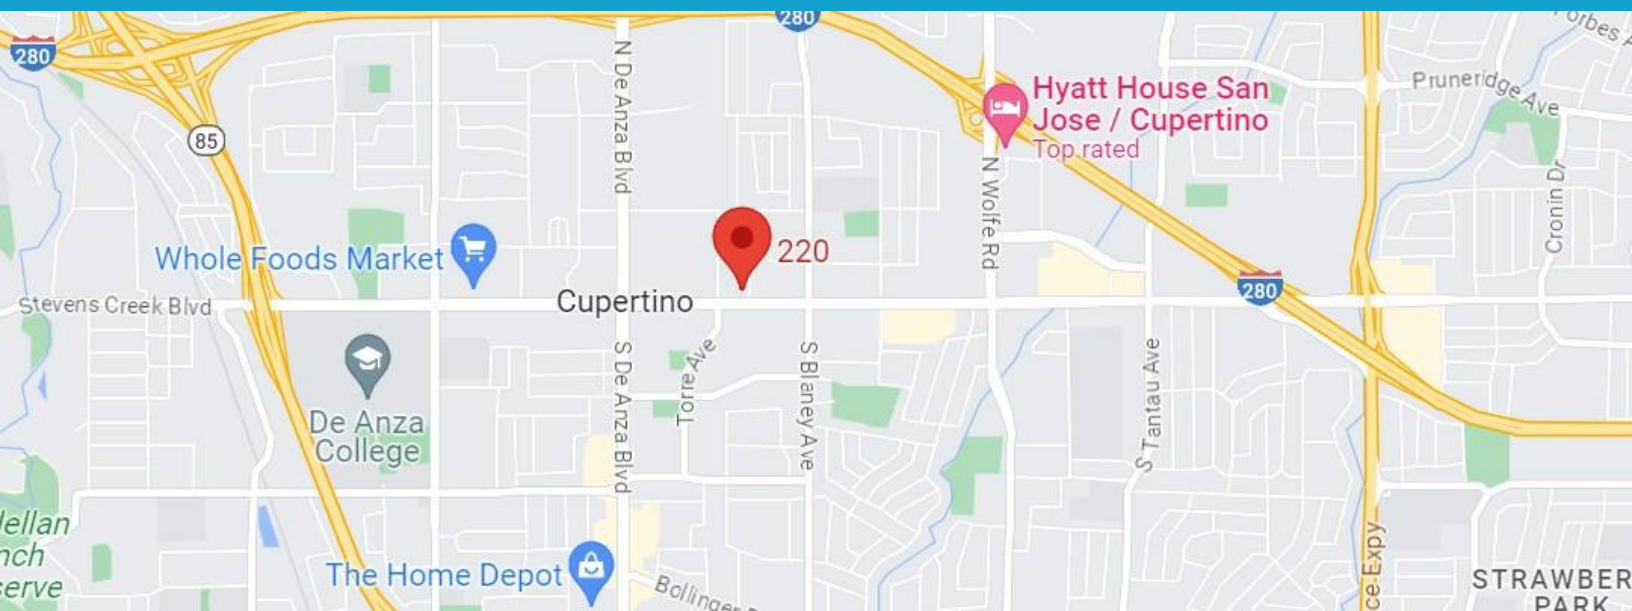 280
280
85
N De Anza Blvd
Hyatt House San
Jose / Cupertino
Top rated
Pruneridge Ave
N Wolfe Rd
Cronin Dr
Whole Foods Market
220
280
Stevens Creek Blvd
Cupertino
De Anza
College
S De Anza Blvd
Torre Ave
S Blaney Ave
S Tantau Ave
The Home Depot
Expy
PARK